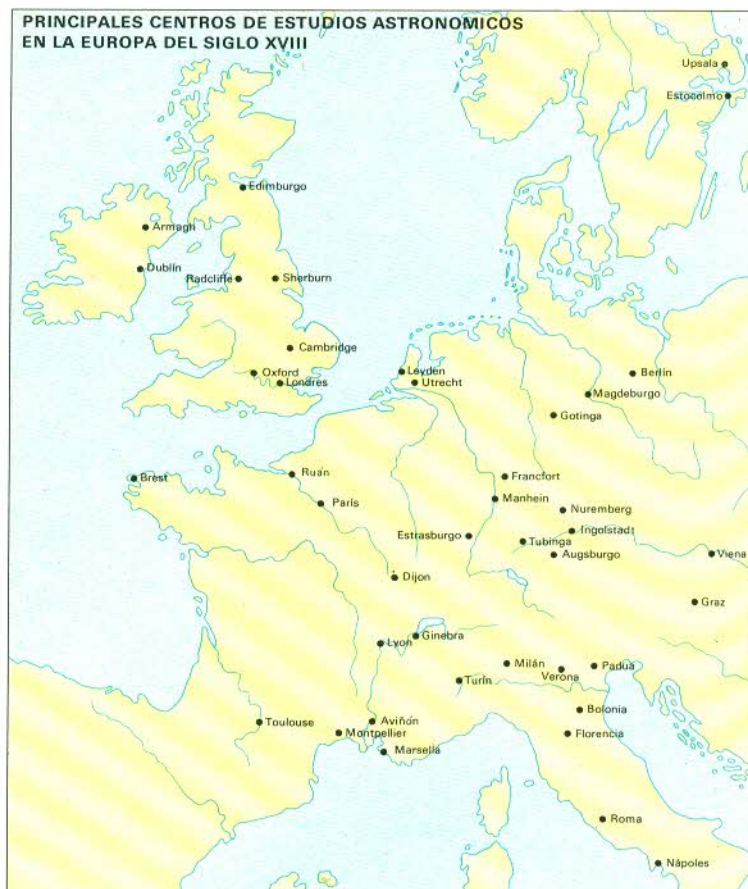 PRINCIPALES CENTROS DE ESTUDIOS ASTRONOMICOS
EN LA EUROPA DEL SIGLO XVIII
Upsala
Estocolmo
Edimburgo
Armagh
Dublín
Radcliffe
Sherburn
Cambridge
Oxford
Londres
Leyden
Utrecht
Berlin
Magdeburgo
Gotinga
Brest
Ruan
París
Francfort
Manhein
Nuremberg
Estrasburgo
Ingolstadt
Tubinga
Augsburgo
Viena
Dijon
Graz
Ginebra
Lyon
Milán
Verona
Padua
Turín
Bolonia
Toulouse
Aviñón
Montpellier
Florencia
Marsella
Roma
Nápoles